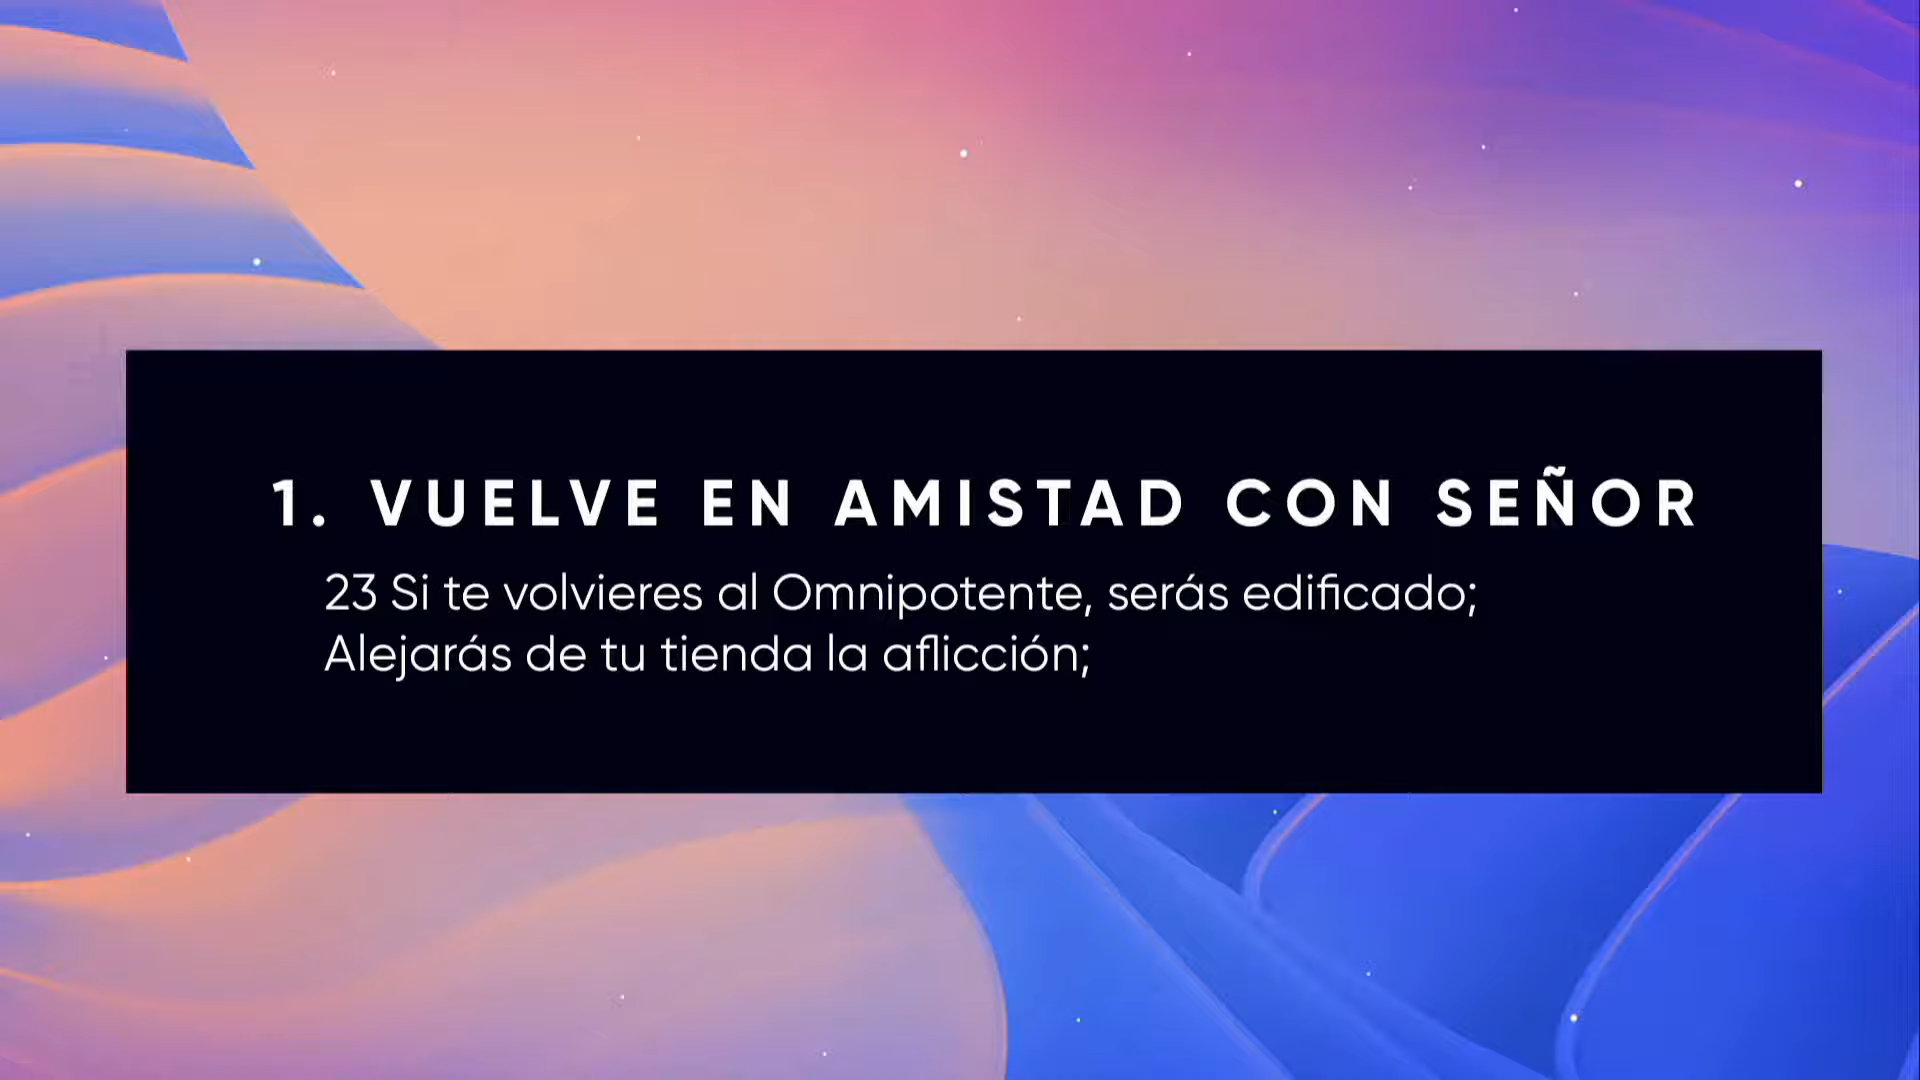 1. VUELVE EN AMISTAD CON SEÑOR
23 Si te volvieres al Omnipotente, serás edificado;
Alejarás de tu tienda la aflicción;